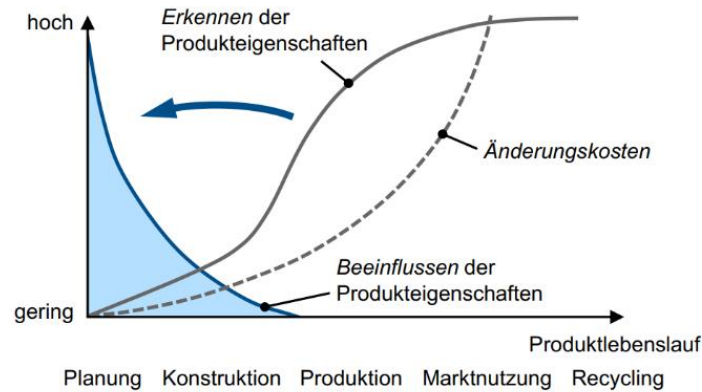 hoch
Erkennen der
Produkteigenschaften
Änderungskosten
Beeinflussen der
Produkteigenschaften
gering
Produktlebenslauf
Planung Konstruktion Produktion Marktnutzung Recycling